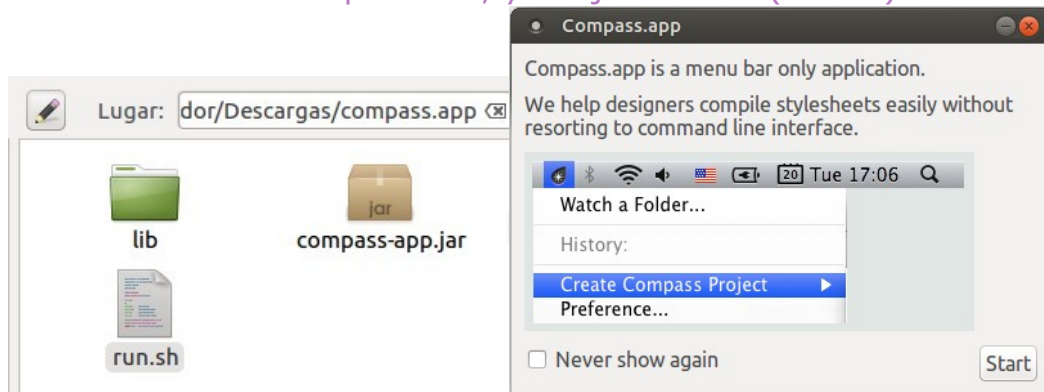 Compass.app
Compass.app is a menu bar only application.
We help designers compile stylesheets easily without
resorting to command line interface.
Lugar: dor/Descargas/compass.app
20 Tue 17:06
Watch a Folder...
History:
Create Compass Project
Preference...
jar
lib
compass-app.jar
run.sh
Never show again
Start